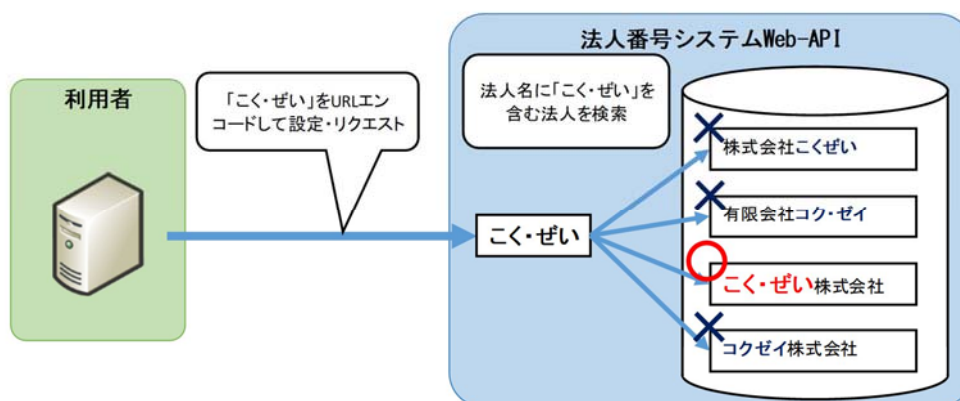 法人番号システムWeb-API
利用者
「こく・ぜい」をURLエン
コードして設定・リクエスト
法人名に「こく・ぜい」を
含む法人を検索
こく・ぜい
株式会社こくぜい
有限会社コク・ゼイ
こく・ぜい株式会社
コクゼイ株式会社